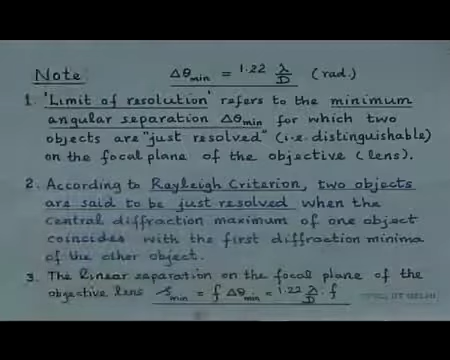 Note Δθmin = 1.22 λ/D (rad.)
1. 'Limit of resolution' refers to the minimum
angular separation Δθmin for which two
objects are "just resolved" (i.e. distinguishable)
on the focal plane of the objective (lens).
2. According to Rayleigh Criterion, two objects
are said to be just resolved when the
central diffraction maximum of one object
coincides with the first diffraction minima
of the other object.
3. The linear separation on the focal plane of the
objective lens smin = f Δθmin = 1.22 λ/D . f